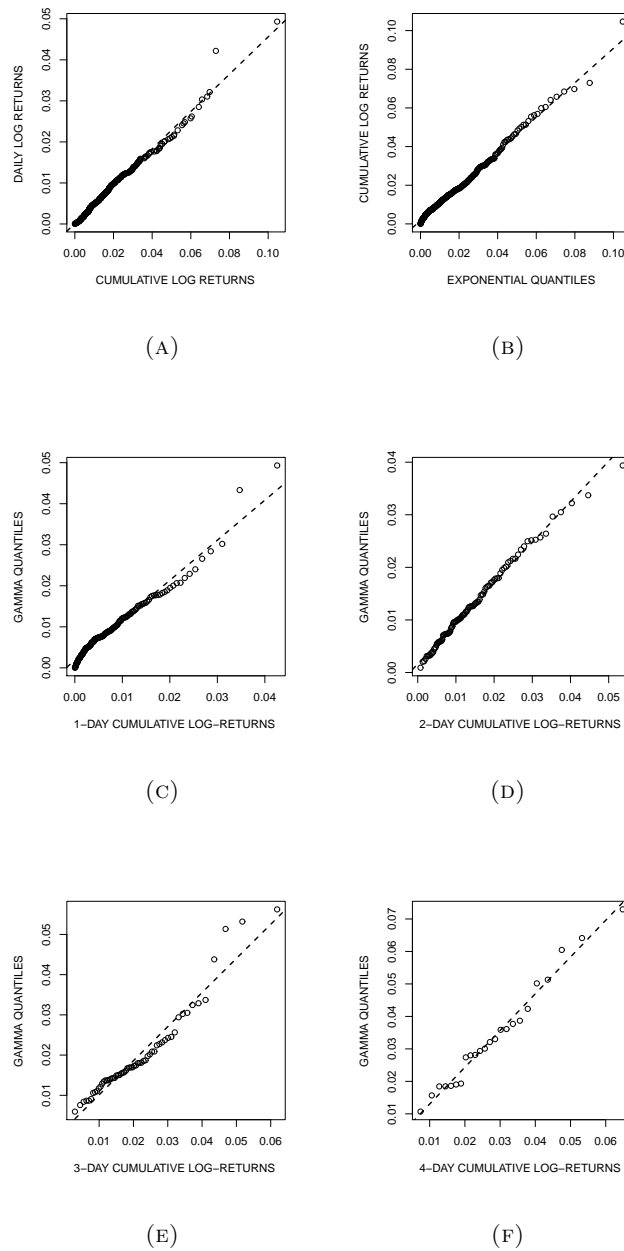 0.00 0.01 0.02 0.03 0.04 0.05
DAILY LOG RETURNS
0.00 0.02 0.04 0.06 0.08 0.10
CUMULATIVE LOG RETURNS
(A)
0.00 0.02 0.04 0.06 0.08 0.10
CUMULATIVE LOG RETURNS
0.00 0.02 0.04 0.06 0.08 0.10
EXPONENTIAL QUANTILES
(B)
0.00 0.01 0.02 0.03 0.04 0.05
GAMMA QUANTILES
0.00 0.01 0.02 0.03 0.04
1−DAY CUMULATIVE LOG−RETURNS
(C)
0.00 0.01 0.02 0.03 0.04
GAMMA QUANTILES
0.00 0.01 0.02 0.03 0.04 0.05
2−DAY CUMULATIVE LOG−RETURNS
(D)
0.01 0.02 0.03 0.04 0.05
GAMMA QUANTILES
0.01 0.02 0.03 0.04 0.05 0.06
3−DAY CUMULATIVE LOG−RETURNS
(E)
0.01 0.02 0.03 0.04 0.05 0.06 0.07
GAMMA QUANTILES
0.01 0.02 0.03 0.04 0.05 0.06
4−DAY CUMULATIVE LOG−RETURNS
(F)